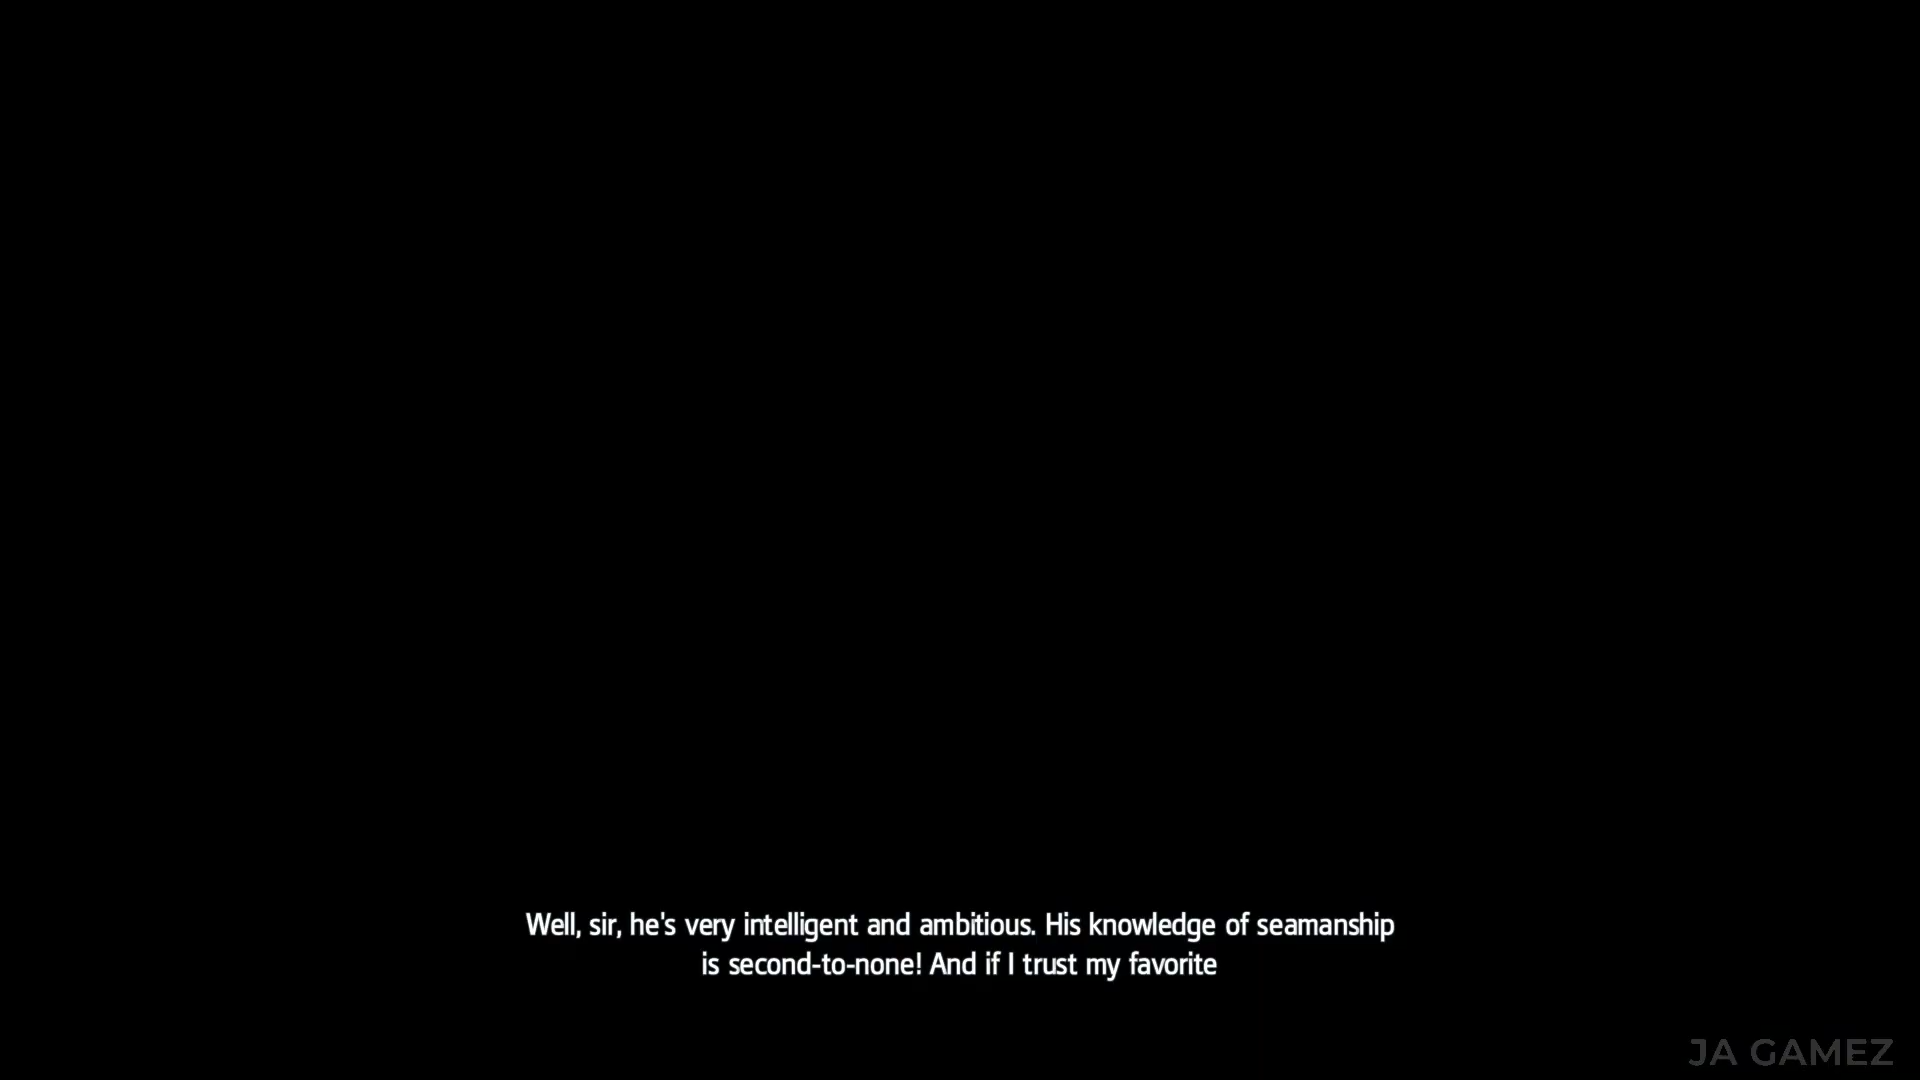 Well, sir, he's very intelligent and ambitious. His knowledge of seamanship
is second-to-none! And if I trust my favorite
JA GAMEZ